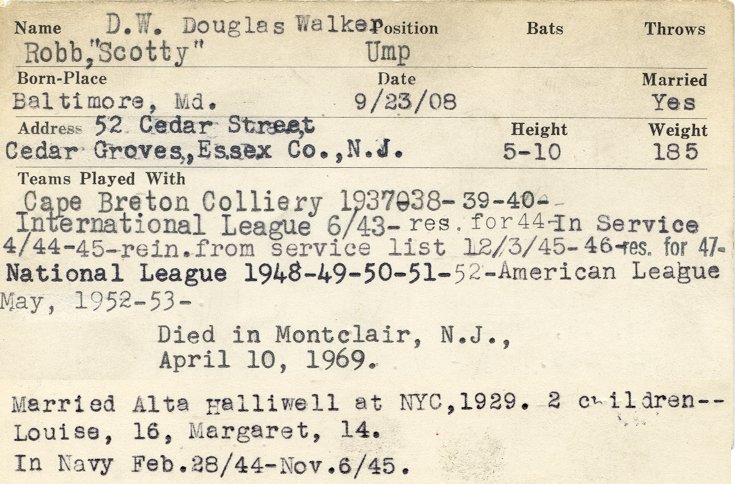 Name D.W. Douglas Walker Position Bats Throws
Robb,"Scotty" Ump
Born-Place Date Married
Baltimore, Md. 9/23/08 Yes
Address 52 Cedar Street, Height Weight
Cedar Groves,Essex Co.,N.J. 5-10 185
Teams Played With
Cape Breton Colliery 1937-38-39-40-
International League 6/43-res. for 44-In Service
4/44-45-rein.from service list 12/3/45-46-res. for 47-
National League 1948-49-50-51-52-American League
May, 1952-53-
Died in Montclair, N.J.,
April 10, 1969.
Married Alta Halliwell at NYC,1929. 2 children--
Louise, 16, Margaret, 14.
In Navy Feb.28/44-Nov.6/45.